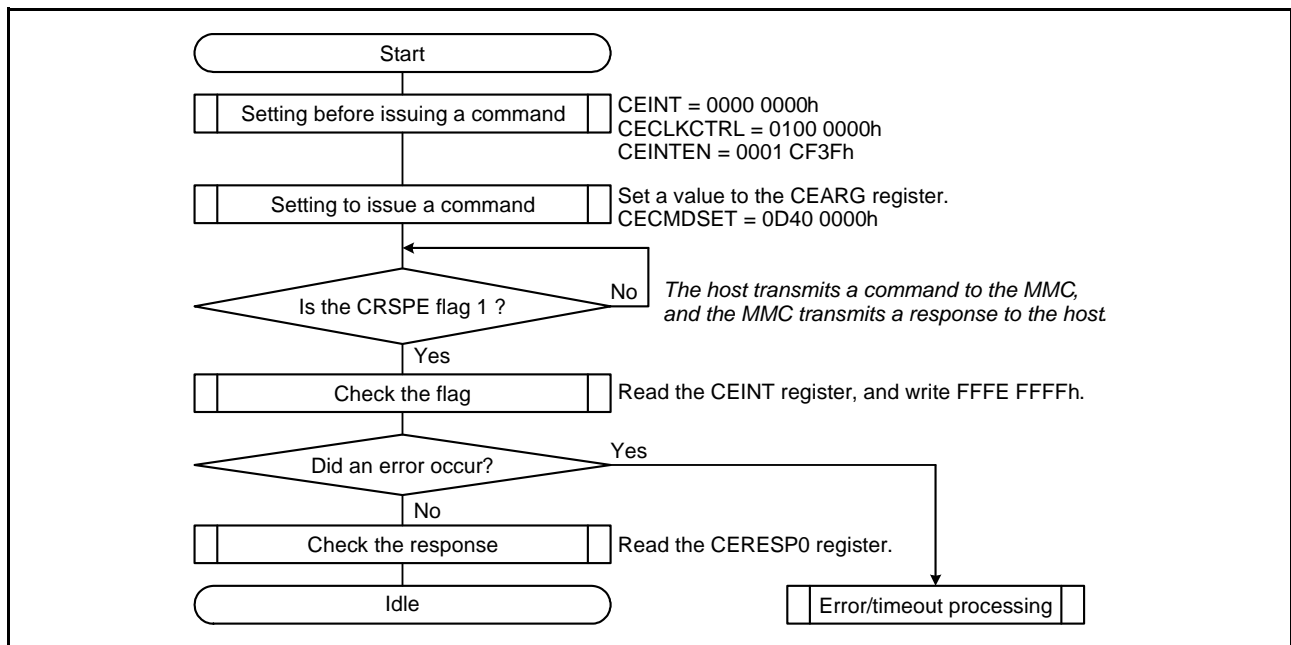 Start
Setting before issuing a command
CEINT = 0000 0000h
CECLKCTRL = 0100 0000h
CEINTEN = 0001 CF3Fh
Setting to issue a command
Set a value to the CEARG register.
CECMDSET = 0D40 0000h
Is the CRSPE flag 1 ?
No
The host transmits a command to the MMC,
and the MMC transmits a response to the host.
Yes
Check the flag
Read the CEINT register, and write FFFE FFFFh.
Did an error occur?
Yes
No
Check the response
Read the CERESP0 register.
Idle
Error/timeout processing